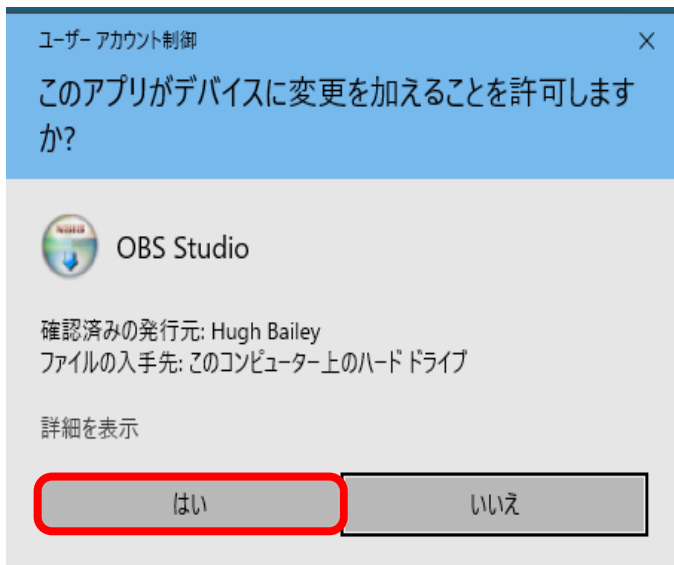 ユーザー アカウント制御
このアプリがデバイスに変更を加えることを許可します
か?
OBS Studio
確認済みの発行元: Hugh Bailey
ファイルの入手先: このコンピューター上のハード ドライブ
詳細を表示
はい
いいえ